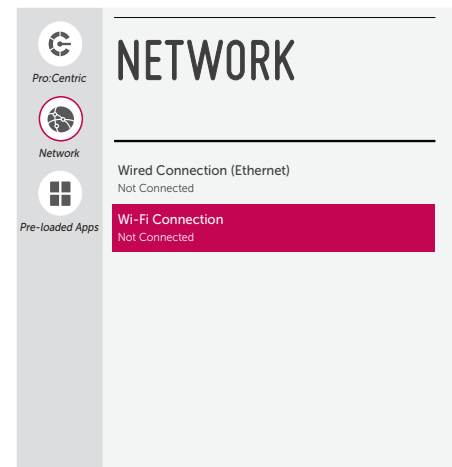 Pro:Centric
Network
Pre-loaded Apps
NETWORK
Wired Connection (Ethernet)
Not Connected
Wi-Fi Connection
Not Connected